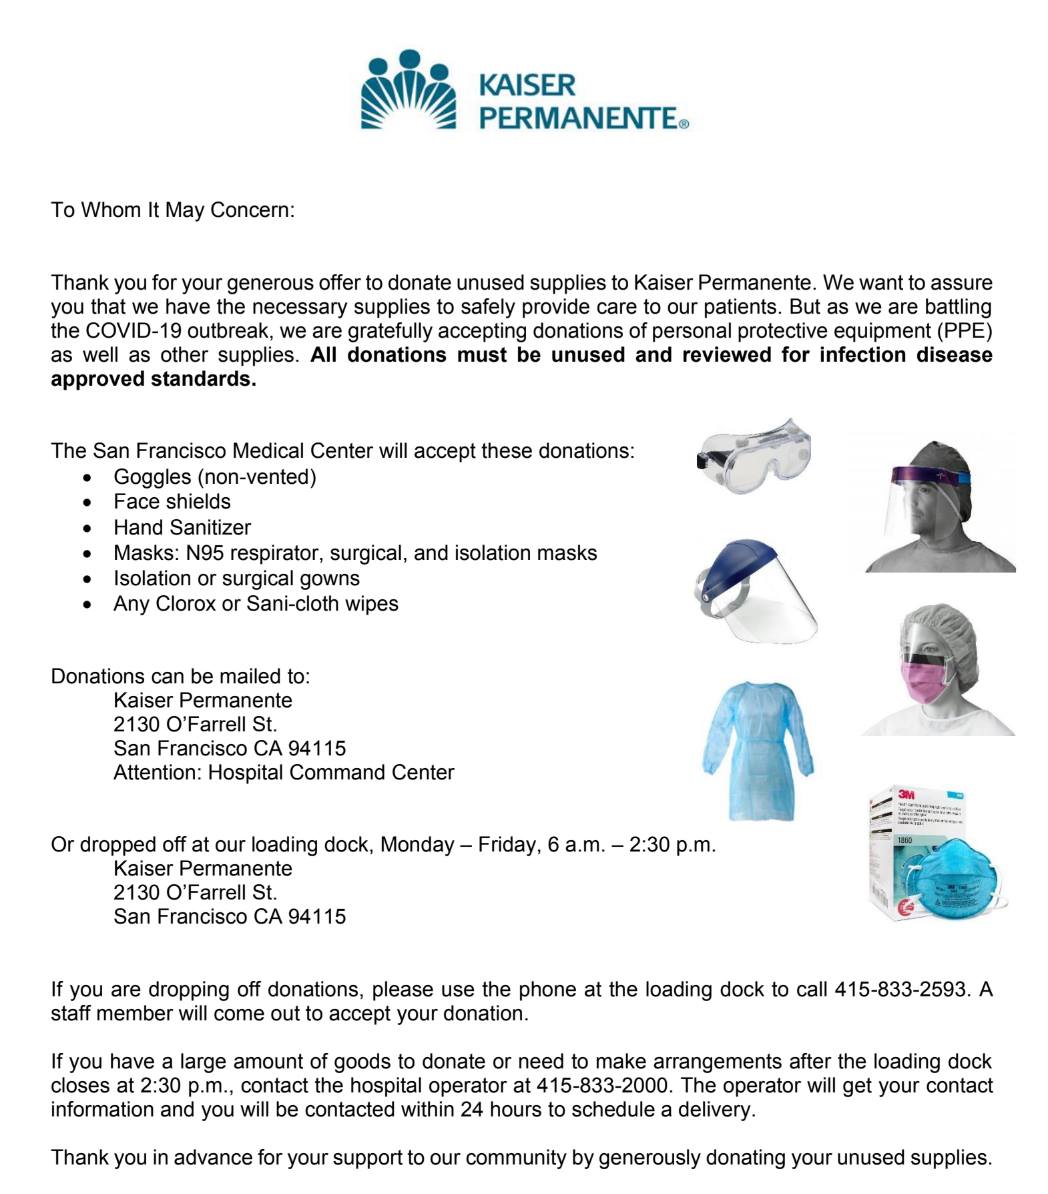 KAISER
PERMANENTE®
To Whom It May Concern:
Thank you for your generous offer to donate unused supplies to Kaiser Permanente. We want to assure
you that we have the necessary supplies to safely provide care to our patients. But as we are battling
the COVID-19 outbreak, we are gratefully accepting donations of personal protective equipment (PPE)
as well as other supplies. All donations must be unused and reviewed for infection disease
approved standards.
The San Francisco Medical Center will accept these donations:
• Goggles (non-vented)
• Face shields
• Hand Sanitizer
• Masks: N95 respirator, surgical, and isolation masks
• Isolation or surgical gowns
• Any Clorox or Sani-cloth wipes
Donations can be mailed to:
Kaiser Permanente
2130 O’Farrell St.
San Francisco CA 94115
Attention: Hospital Command Center
3M
1860
3M
Or dropped off at our loading dock, Monday – Friday, 6 a.m. – 2:30 p.m.
Kaiser Permanente
2130 O’Farrell St.
San Francisco CA 94115
If you are dropping off donations, please use the phone at the loading dock to call 415-833-2593. A
staff member will come out to accept your donation.
If you have a large amount of goods to donate or need to make arrangements after the loading dock
closes at 2:30 p.m., contact the hospital operator at 415-833-2000. The operator will get your contact
information and you will be contacted within 24 hours to schedule a delivery.
Thank you in advance for your support to our community by generously donating your unused supplies.